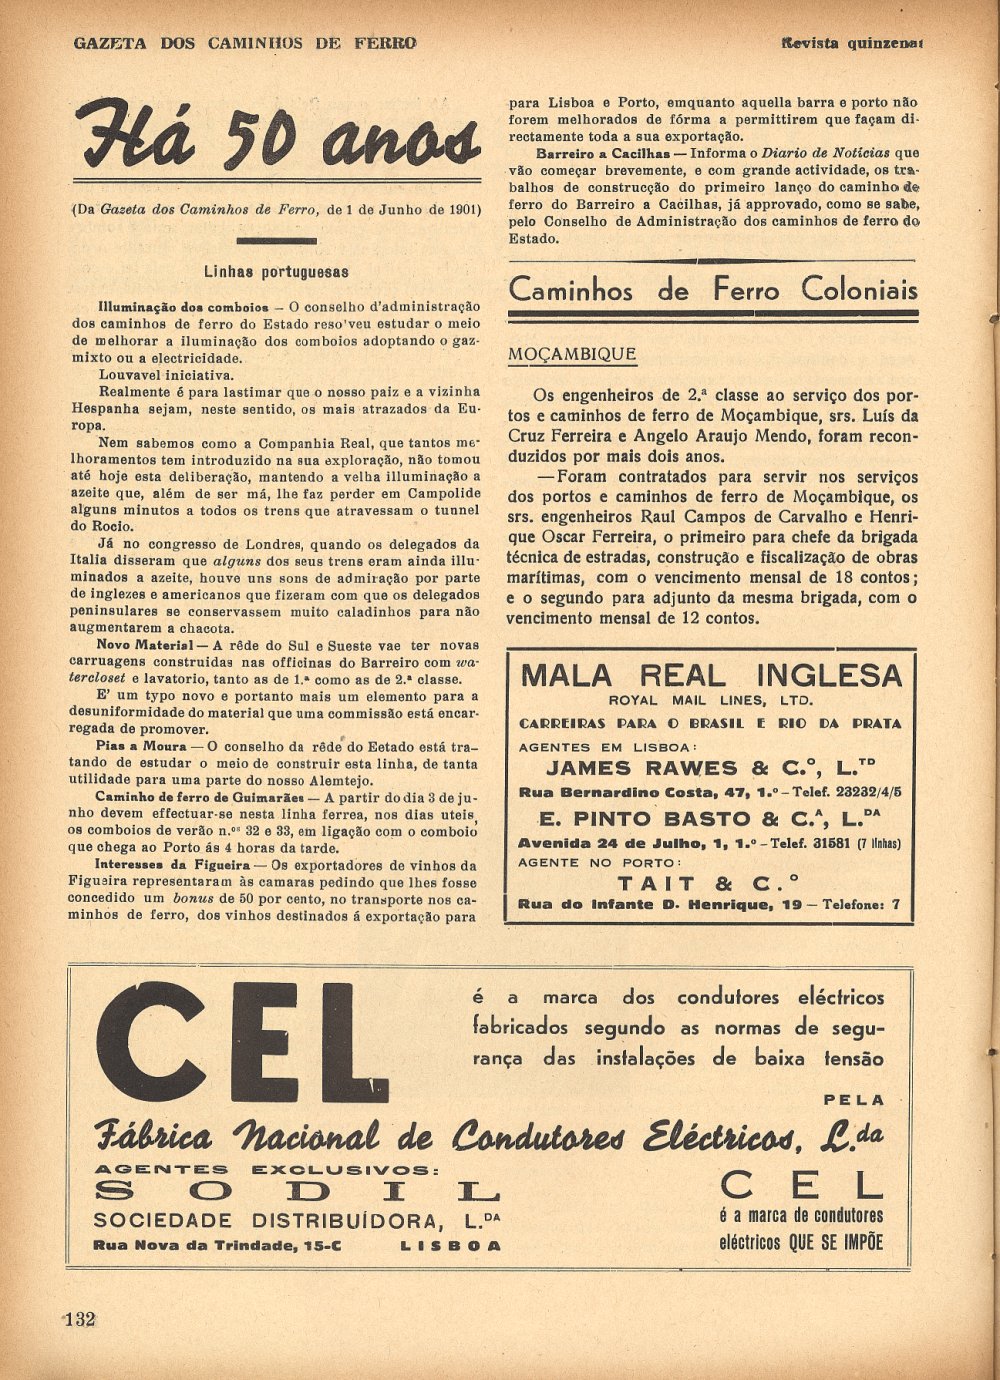 GAZETA DOS CAMINHOS DE FERRO
Revista quinzenal
Há 50 anos
(Da Gazeta dos Caminhos de Ferro, de 1 de Junho de 1901)
Linhas portuguesas
Illuminação dos comboios — O conselho d'administração
dos caminhos de ferro do Estado reso'veu estudar o meio
de melhorar a iluminação dos comboios adoptando o gaz-
mixto ou a electricidade.
Louvavel iniciativa.
Realmente é para lastimar que o nosso paiz e a vizinha
Hespanha sejam, neste sentido, os mais atrazados da Eu-
ropa.
Nem sabemos como a Companhia Real, que tantos me-
lhoramentos tem introduzido na sua exploração, não tomou
até hoje esta deliberação, mantendo a velha illuminação a
azeite que, além de ser má, lhe faz perder em Campolide
alguns minutos a todos os trens que atravessam o tunnel
do Rocio.
Já no congresso de Londres, quando os delegados da
Italia disseram que alguns dos seus trens eram ainda illu-
minados a azeite, houve uns sons de admiração por parte
de inglezes e americanos que fizeram com que os delegados
peninsulares se conservassem muito caladinhos para não
augmentarem a chacota.
Novo Material — A rêde do Sul e Sueste vae ter novas
carruagens construidas nas officinas do Barreiro com wa-
tercloset e lavatorio, tanto as de 1.ª como as de 2.ª classe.
E' um typo novo e portanto mais um elemento para a
desuniformidade do material que uma commissão está encar-
regada de promover.
Pias a Moura — O conselho da rêde do Eetado está tra-
tando de estudar o meio de construir esta linha, de tanta
utilidade para uma parte do nosso Alemtejo.
Caminho de ferro de Guimarães — A partir do dia 3 de ju-
nho devem effectuar-se nesta linha ferrea, nos dias uteis,
os comboios de verão n.ºs 32 e 33, em ligação com o comboio
que chega ao Porto ás 4 horas da tarde.
Interesses da Figueira — Os exportadores de vinhos da
Figueira representaram às camaras pedindo que lhes fosse
concedido um bonus de 50 por cento, no transporte nos ca-
minhos de ferro, dos vinhos destinados á exportação para
para Lisboa e Porto, emquanto aquella barra e porto não
forem melhorados de fórma a permittirem que façam di-
rectamente toda a sua exportação.
Barreiro a Cacilhas — Informa o Diario de Noticias que
vão começar brevemente, e com grande actividade, os tra-
balhos de construcção do primeiro lanço do caminho de
ferro do Barreiro a Cacilhas, já approvado, como se sabe,
pelo Conselho de Administração dos caminhos de ferro do
Estado.
Caminhos de Ferro Coloniais
MOÇAMBIQUE
Os engenheiros de 2.ª classe ao serviço dos por-
tos e caminhos de ferro de Moçambique, srs. Luís da
Cruz Ferreira e Angelo Araujo Mendo, foram recon-
duzidos por mais dois anos.
— Foram contratados para servir nos serviços
dos portos e caminhos de ferro de Moçambique, os
srs. engenheiros Raul Campos de Carvalho e Henri-
que Oscar Ferreira, o primeiro para chefe da brigada
técnica de estradas, construção e fiscalização de obras
marítimas, com o vencimento mensal de 18 contos;
e o segundo para adjunto da mesma brigada, com o
vencimento mensal de 12 contos.
MALA REAL INGLESA
ROYAL MAIL LINES, LTD.
CARREIRAS PARA O BRASIL E RIO DA PRATA
AGENTES EM LISBOA:
JAMES RAWES & C.º, L.TD
Rua Bernardino Costa, 47, 1.º – Telef. 23232/4/5
E. PINTO BASTO & C.ª, L.DA
Avenida 24 de Julho, 1, 1.º – Telef. 31581 (7 linhas)
AGENTE NO PORTO:
TAIT & C.º
Rua do Infante D. Henrique, 19 — Telefone: 7
CEL
é a marca dos condutores eléctricos
fabricados segundo as normas de segu-
rança das instalações de baixa tensão
PELA
Fábrica Nacional de Condutores Eléctricos, L.da
AGENTES EXCLUSIVOS:
SODIL
SOCIEDADE DISTRIBUÍDORA, L.DA
Rua Nova da Trindade, 15-C LISBOA
CEL
é a marca de condutores
eléctricos QUE SE IMPÕE
132